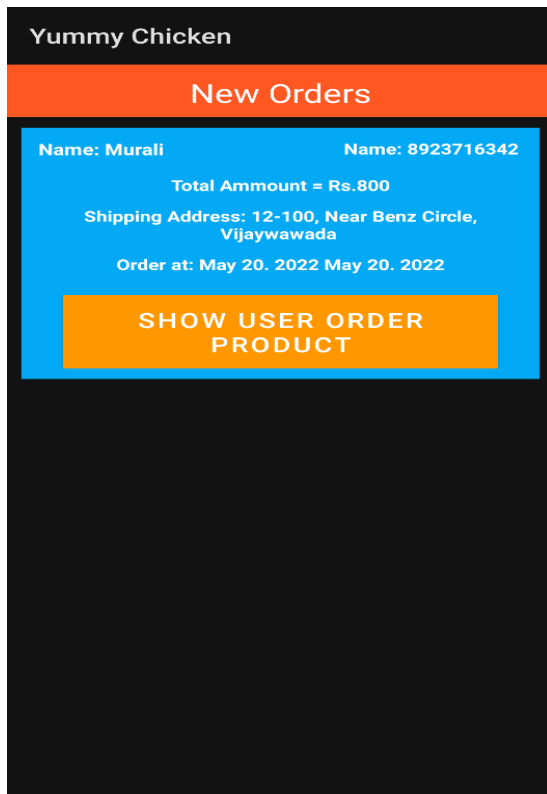 Yummy Chicken
New Orders
Name: Murali
Name: 8923716342
Total Ammount = Rs.800
Shipping Address: 12-100, Near Benz Circle,
Vijaywawada
Order at: May 20. 2022 May 20. 2022
SHOW USER ORDER
PRODUCT